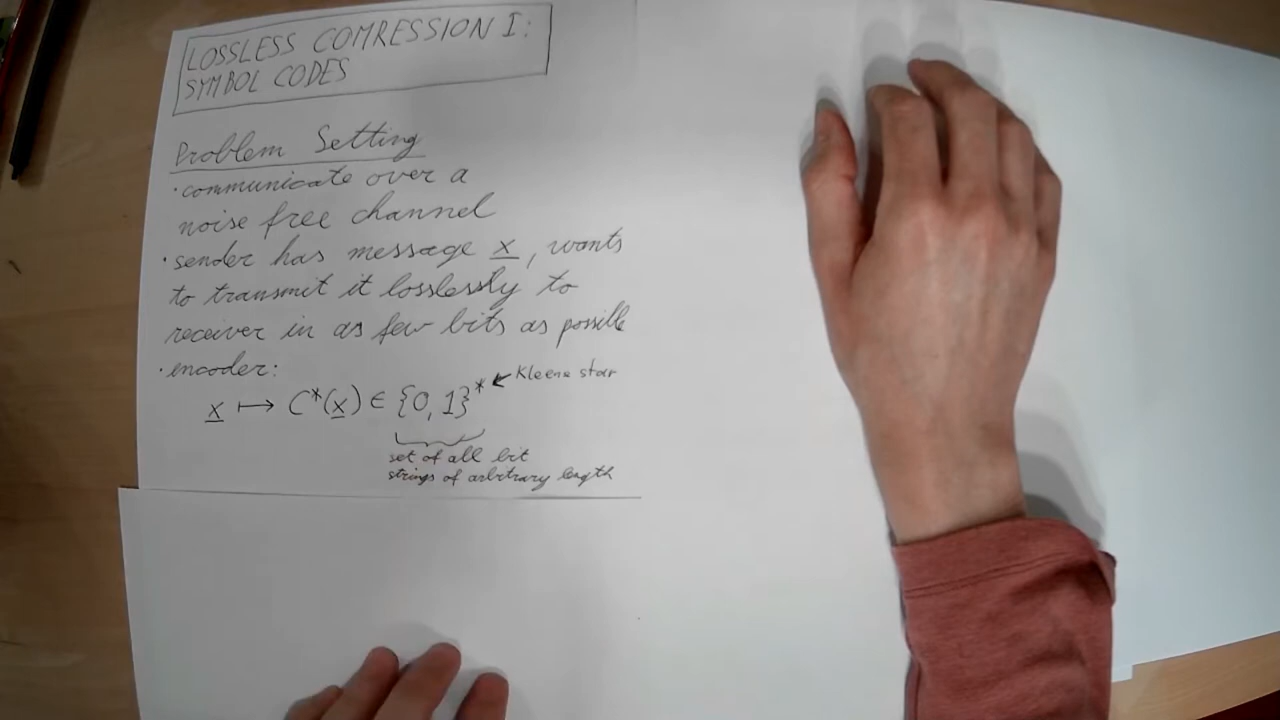 LOSSLESS COMRESSION I:
SYMBOL CODES
Problem Setting
• communicate over a
noise free channel
• sender has message x, wants
to transmit it losslessly to
receiver in as few bits as possible
• encoder:
x ↦ C*(x) ∈ {0, 1}* ← Kleene star
set of all bit
strings of arbitrary length